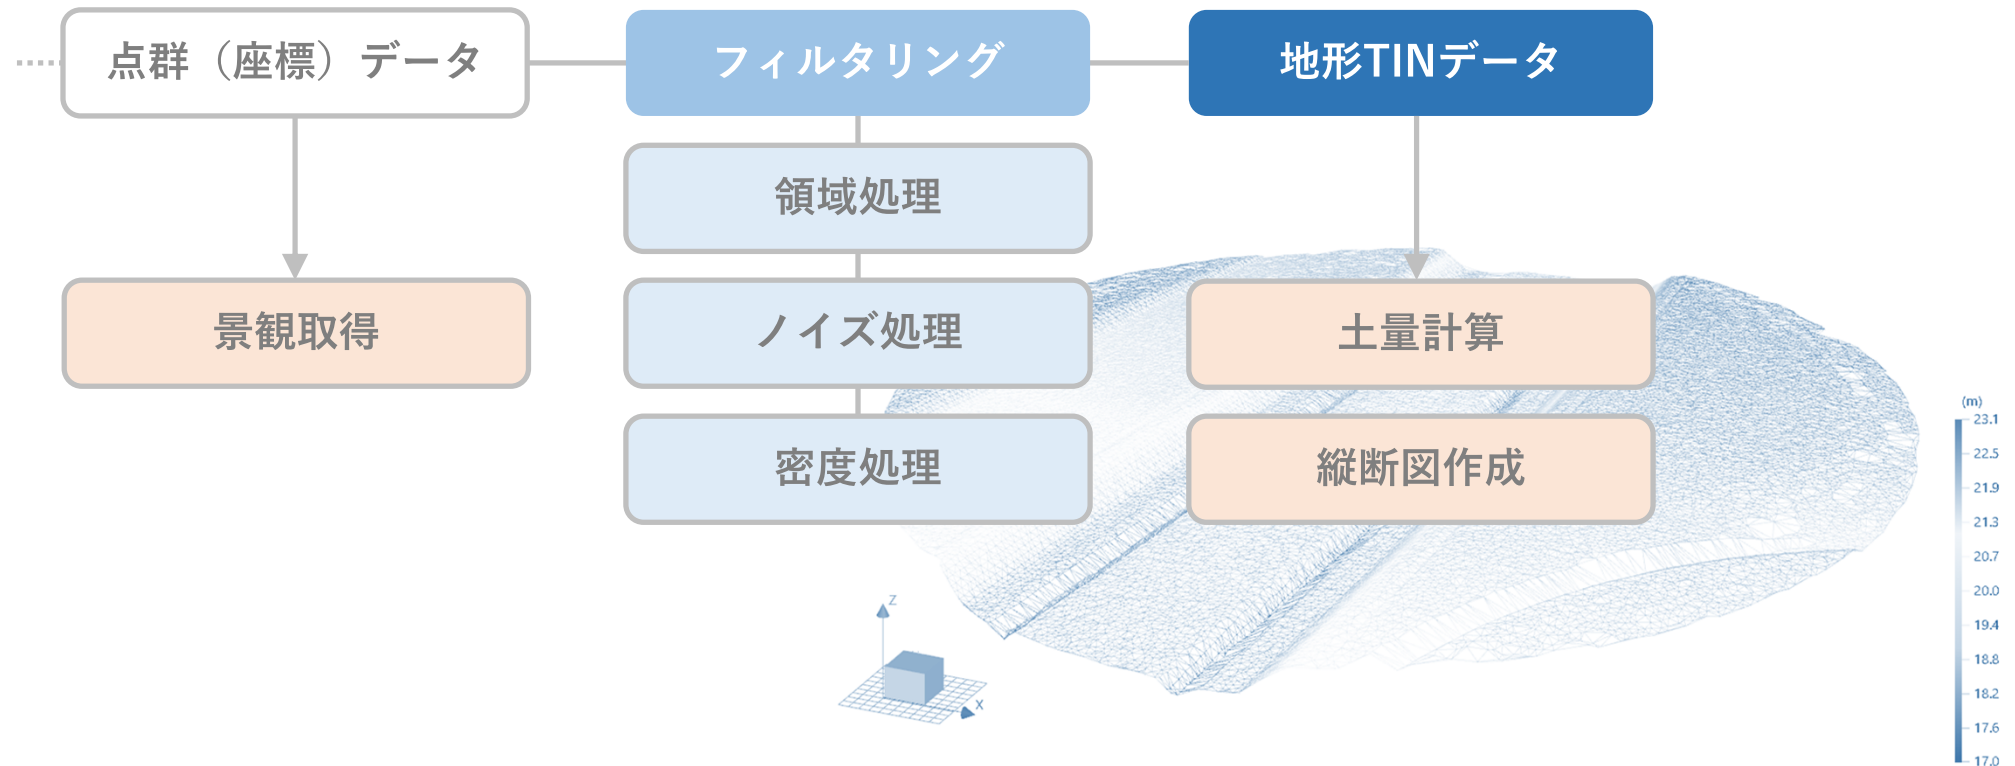 点群（座標）データ
フィルタリング
地形TINデータ
領域処理
景観取得
ノイズ処理
土量計算
密度処理
縦断図作成
(m)
23.1
22.5
21.9
21.3
20.7
20.0
19.4
18.8
18.2
17.6
17.0
Z
X